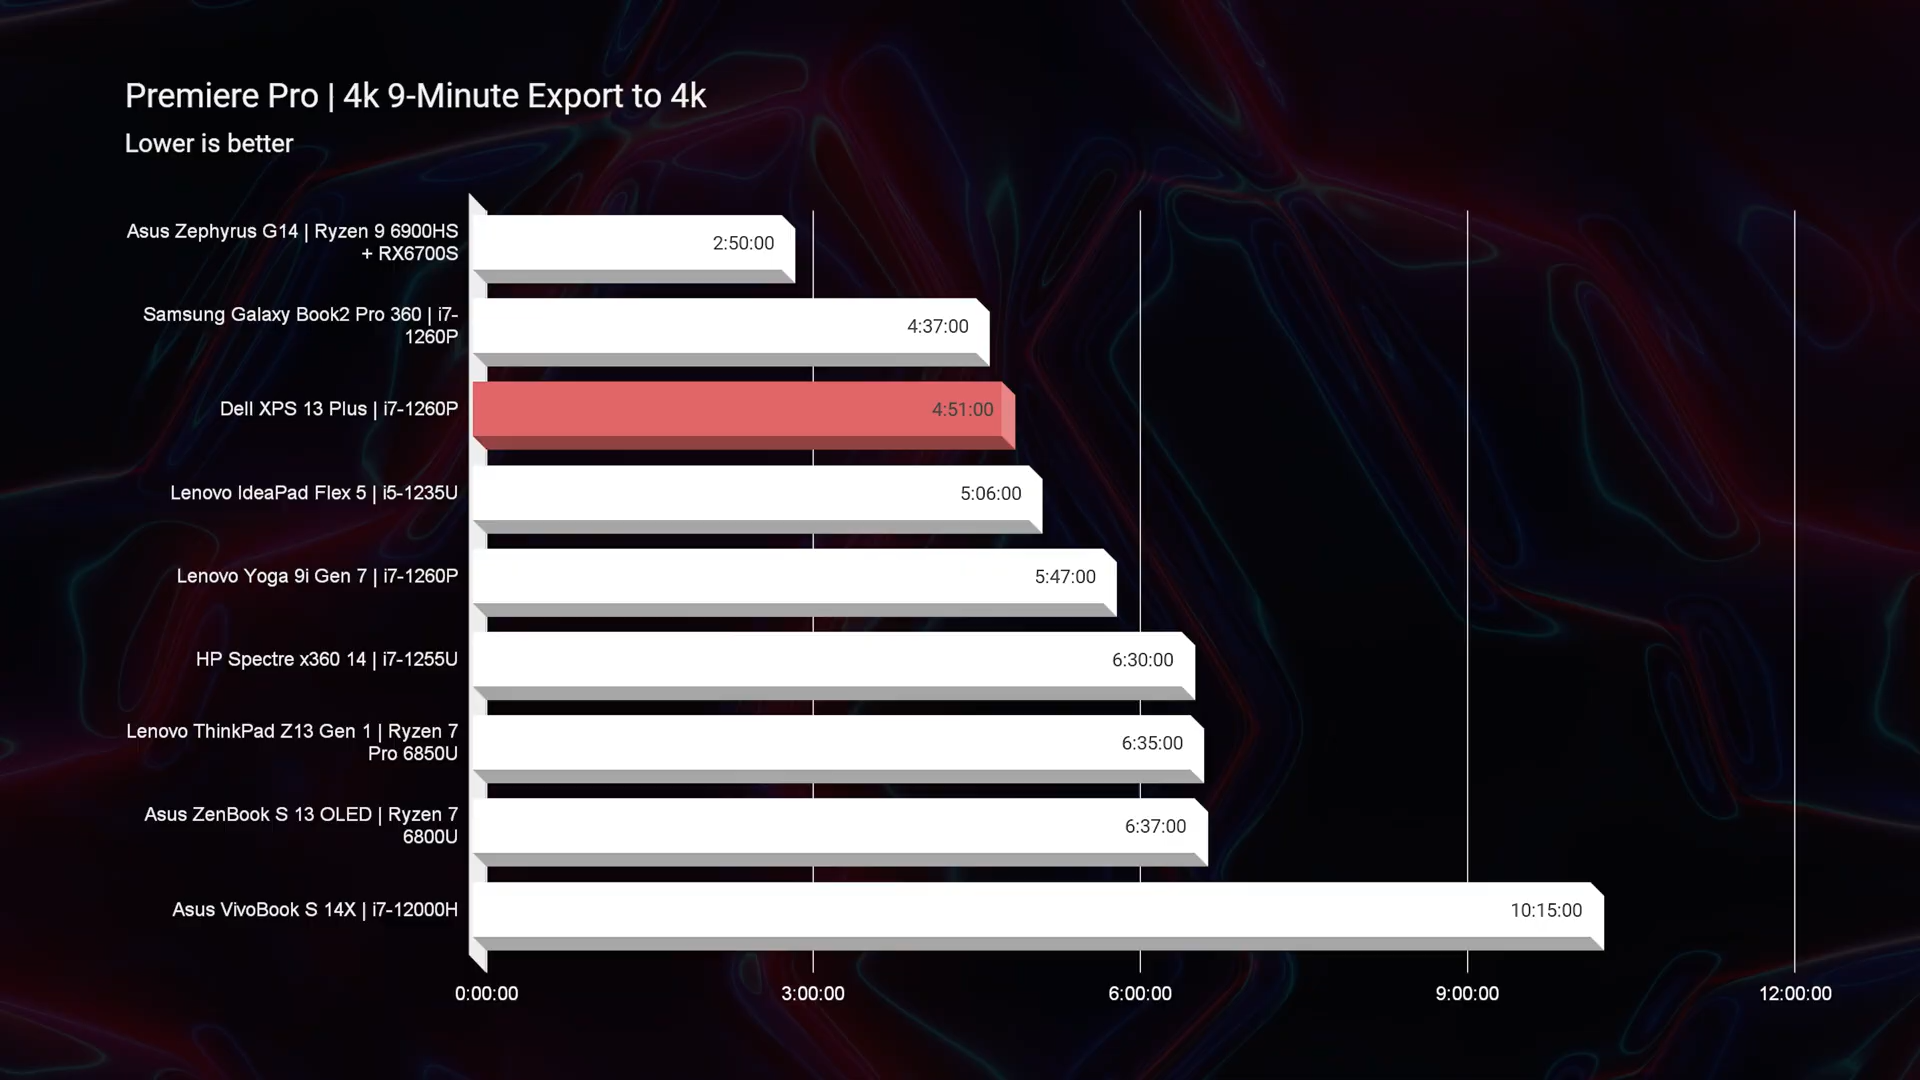 Premiere Pro | 4k 9-Minute Export to 4k
Lower is better
Asus Zephyrus G14 | Ryzen 9 6900HS
+ RX6700S
2:50:00
Samsung Galaxy Book2 Pro 360 | i7-
1260P
4:37:00
Dell XPS 13 Plus | i7-1260P
4:51:00
Lenovo IdeaPad Flex 5 | i5-1235U
5:06:00
Lenovo Yoga 9i Gen 7 | i7-1260P
5:47:00
HP Spectre x360 14 | i7-1255U
6:30:00
Lenovo ThinkPad Z13 Gen 1 | Ryzen 7
Pro 6850U
6:35:00
Asus ZenBook S 13 OLED | Ryzen 7
6800U
6:37:00
Asus VivoBook S 14X | i7-12000H
10:15:00
0:00:00
3:00:00
6:00:00
9:00:00
12:00:00